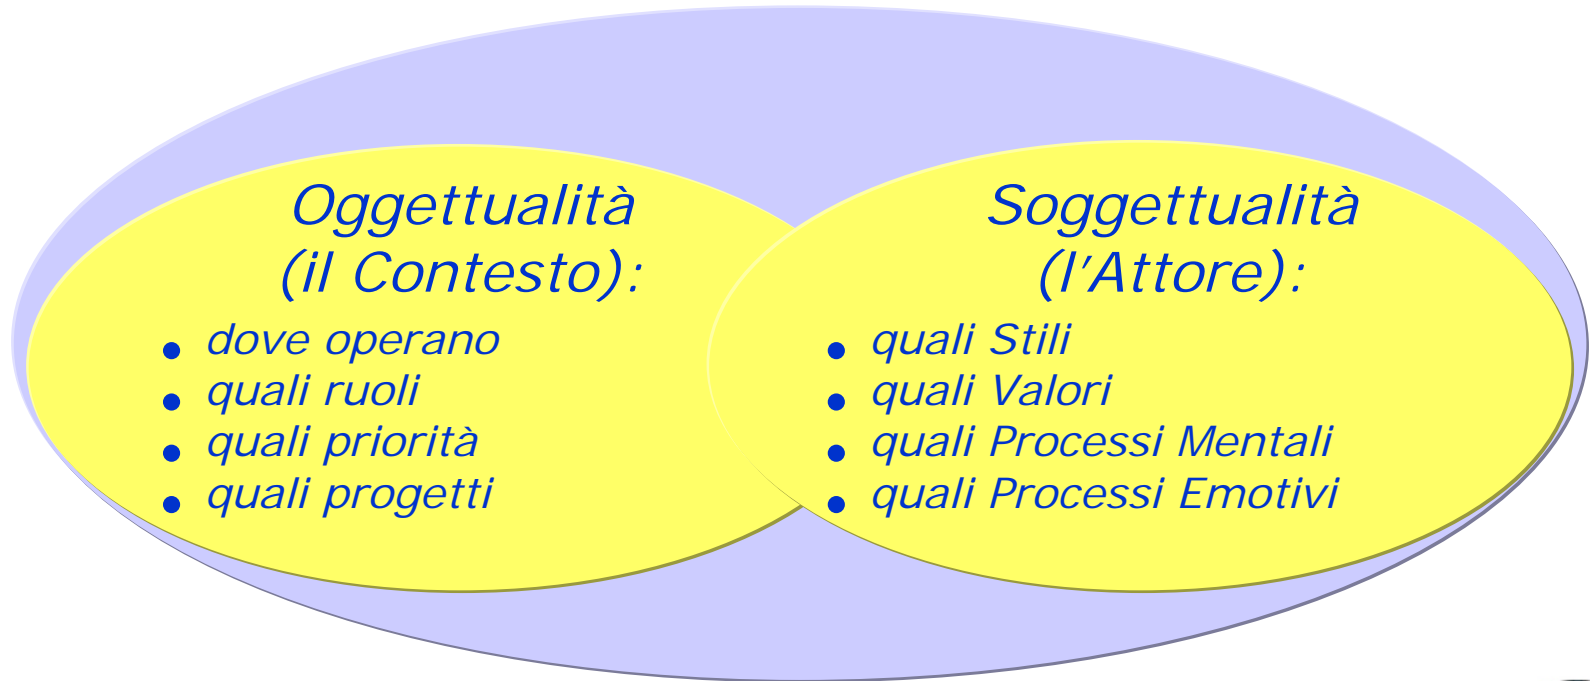 Oggettualità
(il Contesto):
• dove operano
• quali ruoli
• quali priorità
• quali progetti
Soggettualità
(l’Attore):
• quali Stili
• quali Valori
• quali Processi Mentali
• quali Processi Emotivi